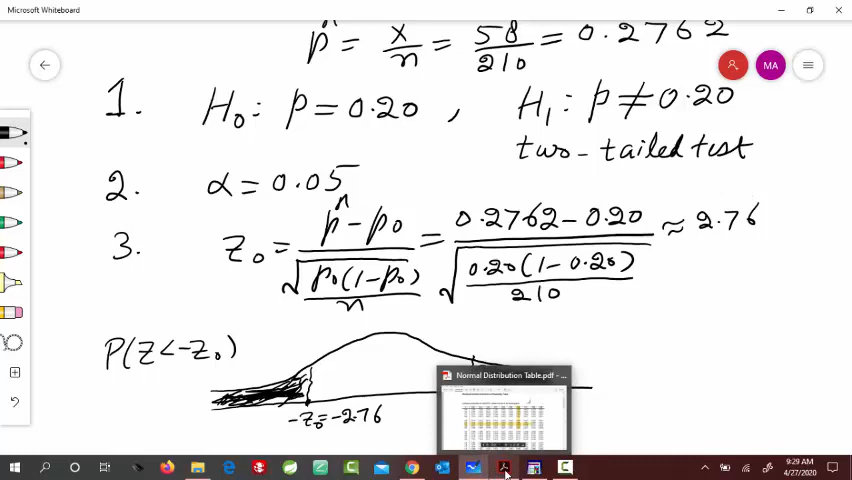 Microsoft Whiteboard
p̂ = x/n = 58/210 = 0.2762
MA
1. H₀: p = 0.20 , H₁: p ≠ 0.20
two-tailed test
2. α = 0.05
3. z₀ = (p̂ - p₀)/√(p₀(1-p₀)/n) = (0.2762 - 0.20)/√(0.20(1-0.20)/210) ≈ 2.76
P(Z < -Z₀)
Normal Distribution Table.pdf - ...
-Z₀ = -2.76
9:29 AM
4/27/2020